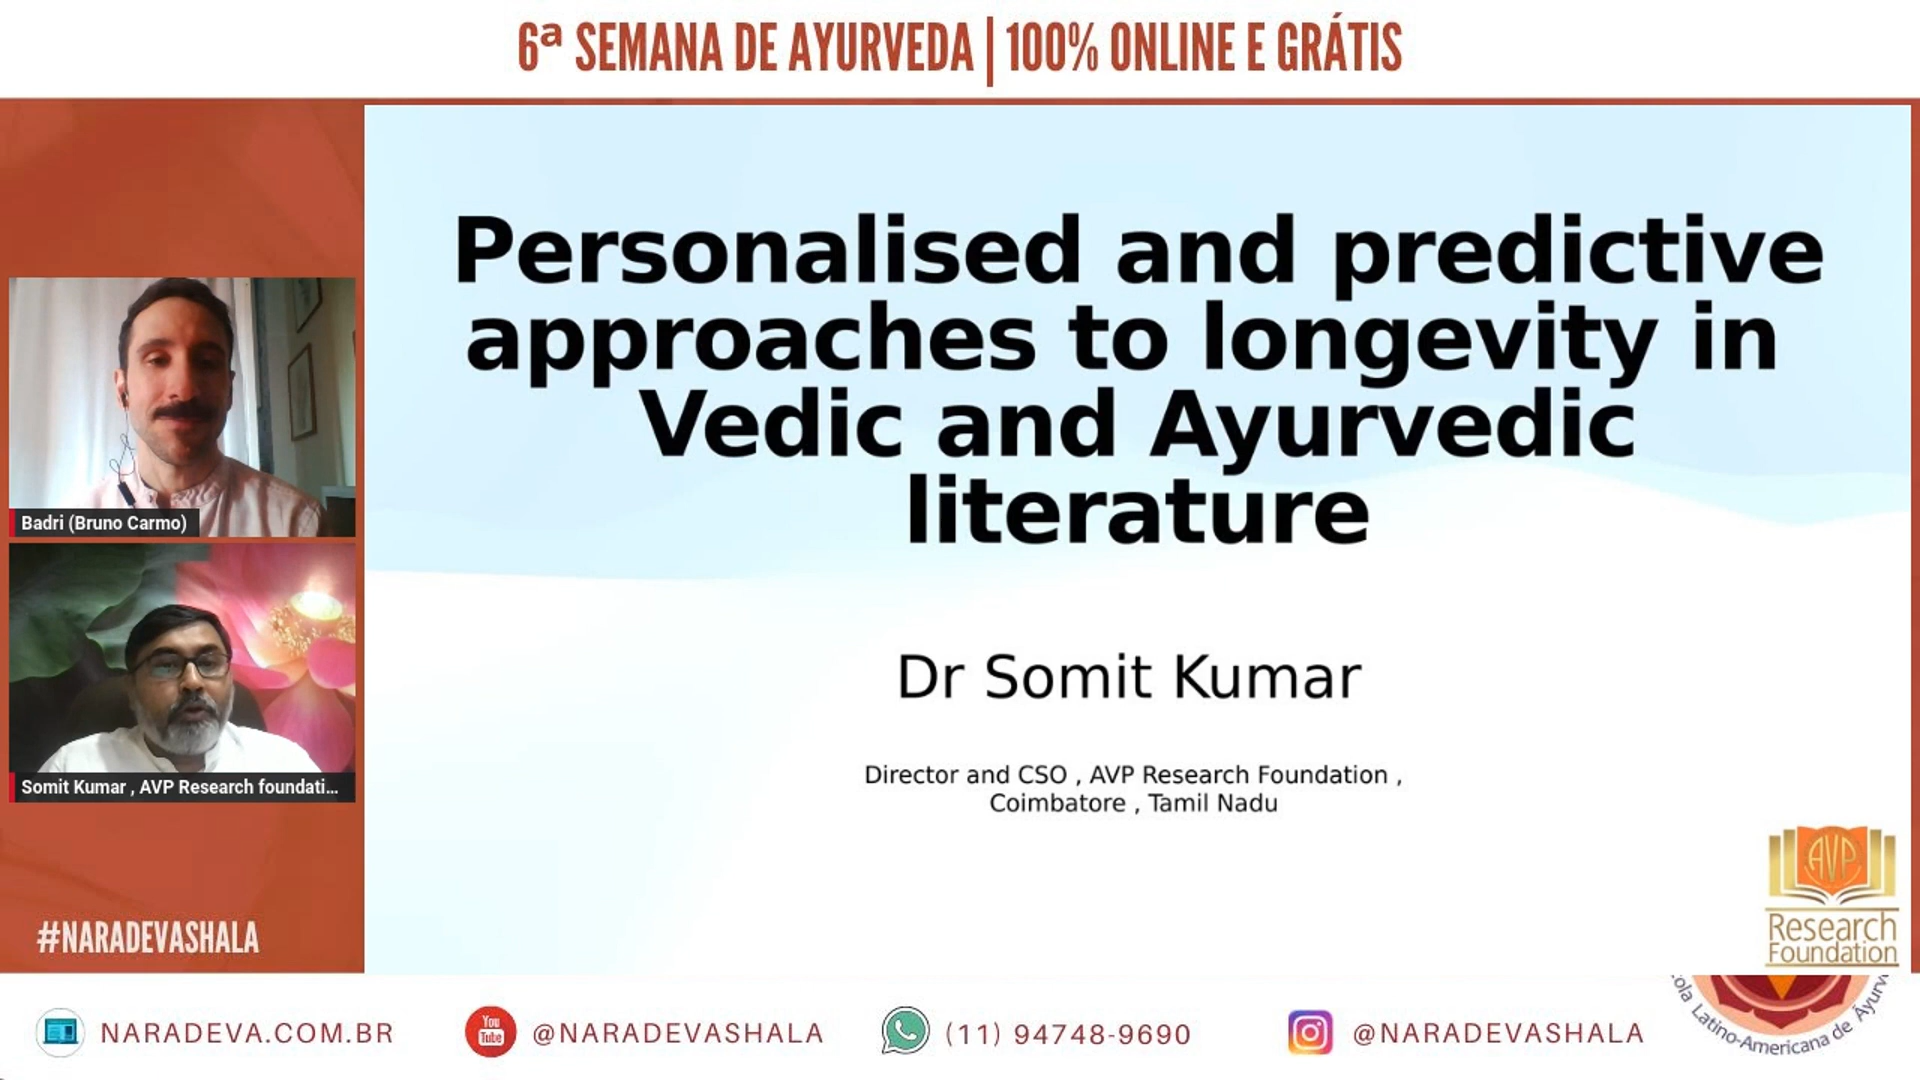 6ª SEMANA DE AYURVEDA | 100% ONLINE E GRÁTIS
Personalised and predictive
approaches to longevity in
Vedic and Ayurvedic
literature
Dr Somit Kumar
Director and CSO , AVP Research Foundation ,
Coimbatore , Tamil Nadu
Badri (Bruno Carmo)
Somit Kumar , AVP Research foundati...
#NARADEVASHALA
AVP
Research
Foundation
NARADEVA.COM.BR
You
Tube
@NARADEVASHALA
(11) 94748-9690
@NARADEVASHALA
Latino-Americana de